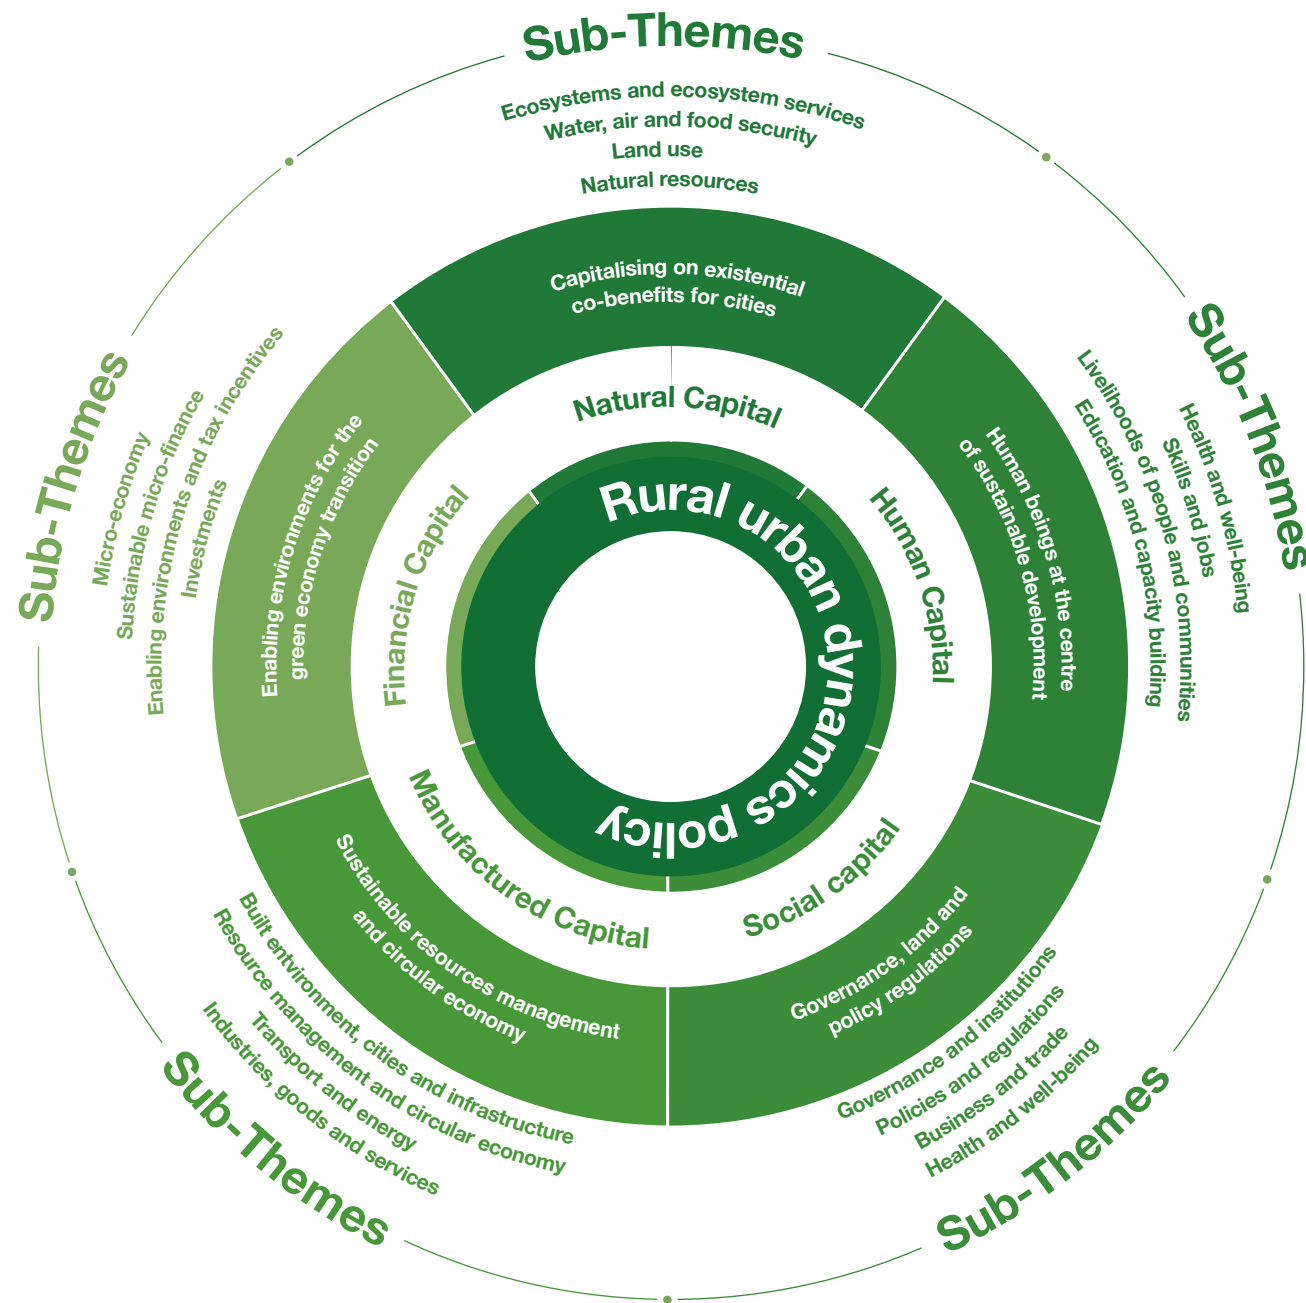 Sub-Themes
Ecosystems and ecosystem services
Water, air and food security
Land use
Natural resources
Capitalising on existential
co-benefits for cities
Natural Capital
Sub-Themes
Health and well-being
Skills and jobs
Livelihoods of people and communities
Education and capacity building
Human beings at the centre
of sustainable development
Human Capital
Sub-Themes
Governance and institutions
Policies and regulations
Business and trade
Health and well-being
Governance, land and
policy regulations
Social capital
Sub-Themes
Built entvironment, cities and infrastructure
Resource management and circular economy
Transport and energy
Industries, goods and services
Sustainable resources management
and circular economy
Manufactured Capital
Sub-Themes
Micro-economy
Sustainable micro-finance
Enabling environments and tax incentives
Investments
Enabling environments for the
green economy transition
Financial Capital
Rural urban dynamics policy